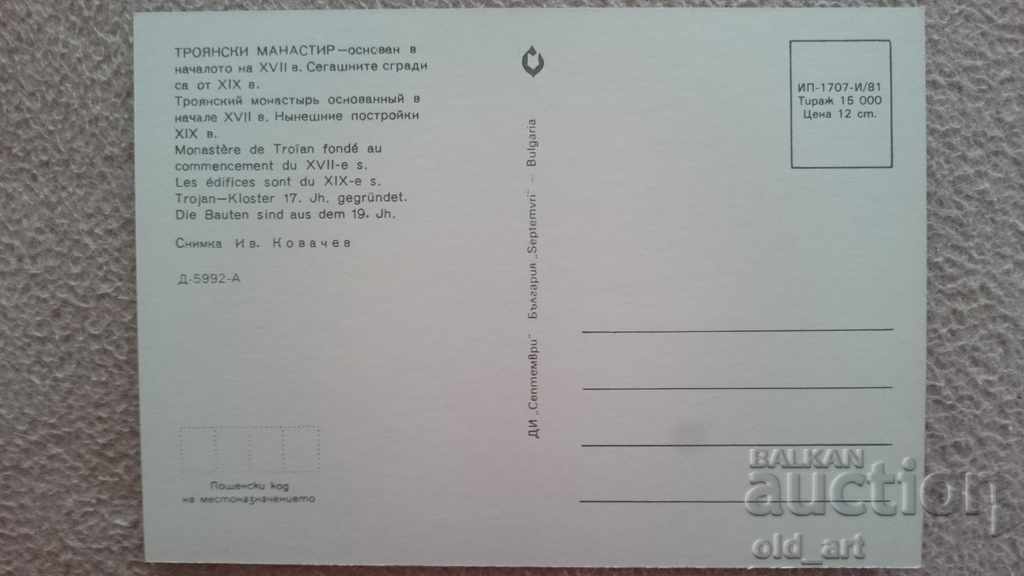 ТРОЯНСКИ МАНАСТИР—основан в
началото на XVII в. Сегашните сгради
са от XIX в.
Троянский монастырь основанный в
начале XVII в. Нынешние постройки
XIX в.
Monastère de Troïan fondé au
commencement du XVII-e s.
Les édifices sont du XIX-e s.
Trojan—Kloster 17. Jh. gegründet.
Die Bauten sind aus dem 19. Jh.
Снимка Ив. Ковачев
Д-5992-А
Пощенски код
на местоназначението
ДИ „Септември" България „Septemvri" — Bulgaria
ИП-1707-И/81
Тираж 15 000
Цена 12 ст.
BALKAN
auction
old_art